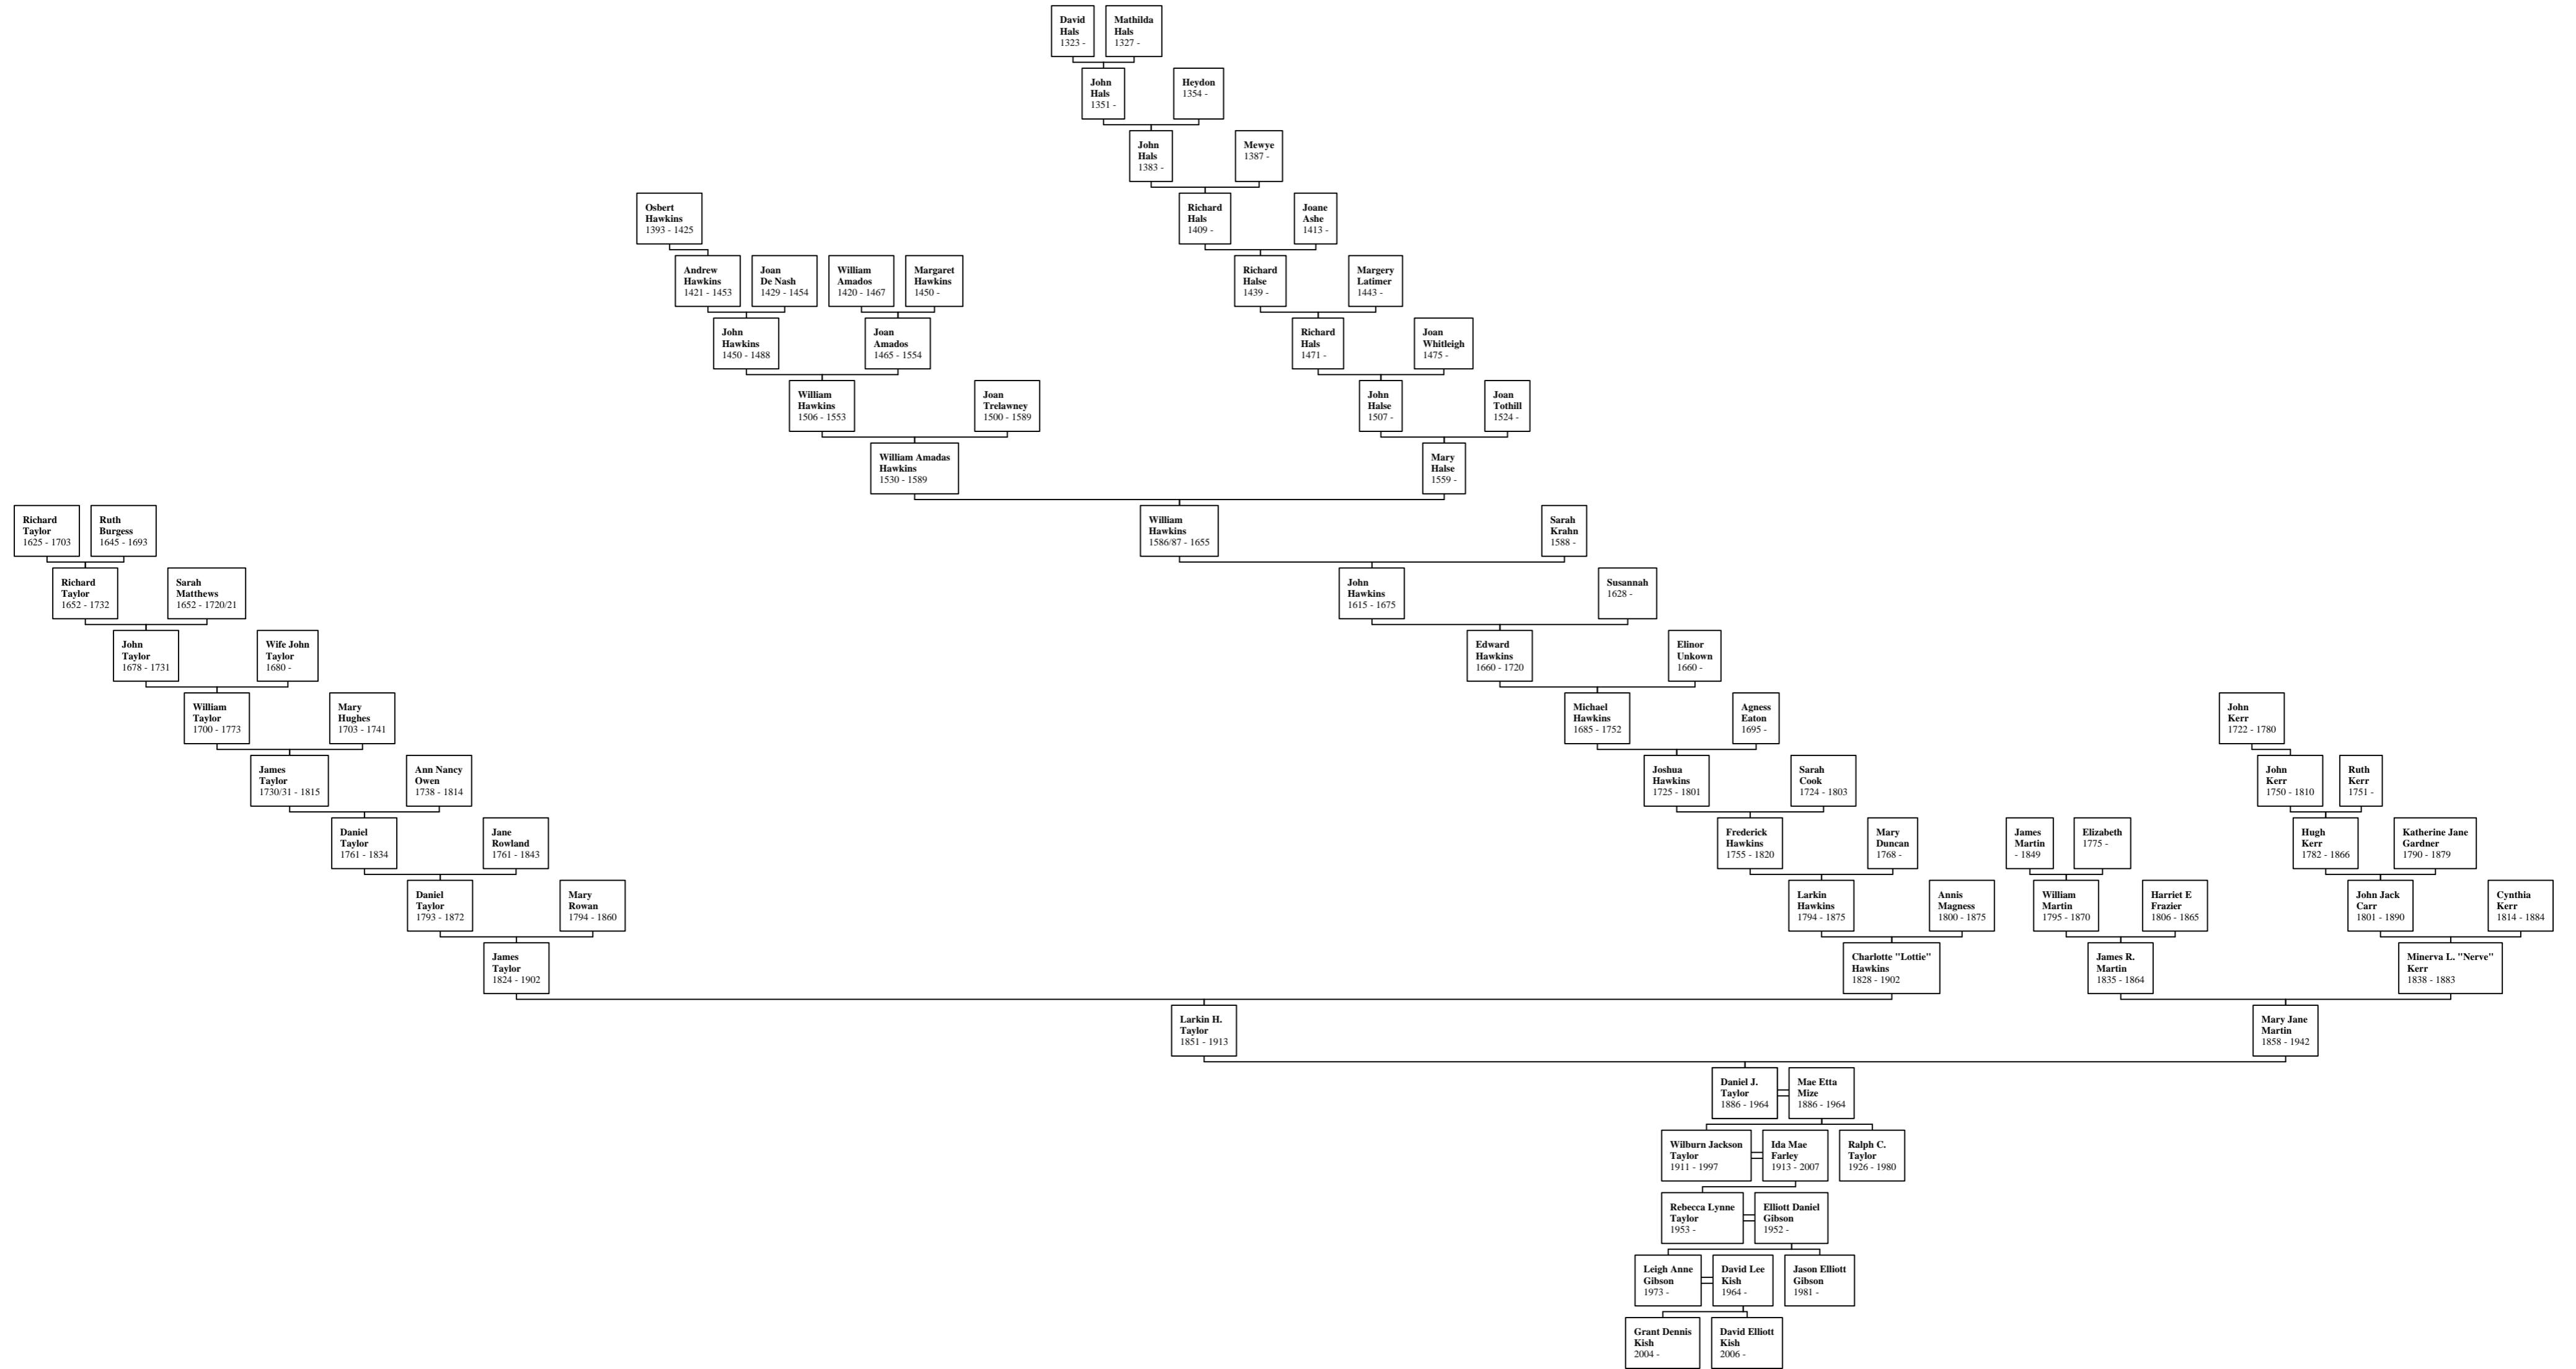 David
Hals
1323 -
Mathilda
Hals
1327 -
John
Hals
1351 -
Heydon
1354 -
John
Hals
1383 -
Mewye
1387 -
Osbert
Hawkins
1393 - 1425
Richard
Hals
1409 -
Joane
Ashe
1413 -
Andrew
Hawkins
1421 - 1453
Joan
De Nash
1429 - 1454
William
Amados
1420 - 1467
Margaret
Hawkins
1450 -
Richard
Halse
1439 -
Margery
Latimer
1443 -
John
Hawkins
1450 - 1488
Joan
Amados
1465 - 1554
Richard
Hals
1471 -
Joan
Whitleigh
1475 -
William
Hawkins
1506 - 1553
Joan
Trelawney
1500 - 1589
John
Halse
1507 -
Joan
Tothill
1524 -
William Amadas
Hawkins
1530 - 1589
Mary
Halse
1559 -
Richard
Taylor
1625 - 1703
Ruth
Burgess
1645 - 1693
William
Hawkins
1586/87 - 1655
Sarah
Krahn
1588 -
Richard
Taylor
1652 - 1732
Sarah
Matthews
1652 - 1720/21
John
Hawkins
1615 - 1675
Susannah
1628 -
John
Taylor
1678 - 1731
Wife John
Taylor
1680 -
Edward
Hawkins
1660 - 1720
Elinor
Unkown
1660 -
William
Taylor
1700 - 1773
Mary
Hughes
1703 - 1741
Michael
Hawkins
1685 - 1752
Agness
Eaton
1695 -
John
Kerr
1722 - 1780
James
Taylor
1730/31 - 1815
Ann Nancy
Owen
1738 - 1814
Joshua
Hawkins
1725 - 1801
Sarah
Cook
1724 - 1803
John
Kerr
1750 - 1810
Ruth
Kerr
1751 -
Daniel
Taylor
1761 - 1834
Jane
Rowland
1761 - 1843
Frederick
Hawkins
1755 - 1820
Mary
Duncan
1768 -
James
Martin
- 1849
Elizabeth
1775 -
Hugh
Kerr
1782 - 1866
Katherine Jane
Gardner
1790 - 1879
Daniel
Taylor
1793 - 1872
Mary
Rowan
1794 - 1860
Larkin
Hawkins
1794 - 1875
Annis
Magness
1800 - 1875
William
Martin
1795 - 1870
Harriet E
Frazier
1806 - 1865
John Jack
Carr
1801 - 1890
Cynthia
Kerr
1814 - 1884
James
Taylor
1824 - 1902
Charlotte "Lottie"
Hawkins
1828 - 1902
James R.
Martin
1835 - 1864
Minerva L. "Nerve"
Kerr
1838 - 1883
Larkin H.
Taylor
1851 - 1913
Mary Jane
Martin
1858 - 1942
Daniel J.
Taylor
1886 - 1964
Mae Etta
Mize
1886 - 1964
Wilburn Jackson
Taylor
1911 - 1997
Ida Mae
Farley
1913 - 2007
Ralph C.
Taylor
1926 - 1980
Rebecca Lynne
Taylor
1953 -
Elliott Daniel
Gibson
1952 -
Leigh Anne
Gibson
1973 -
David Lee
Kish
1964 -
Jason Elliott
Gibson
1981 -
Grant Dennis
Kish
2004 -
David Elliott
Kish
2006 -